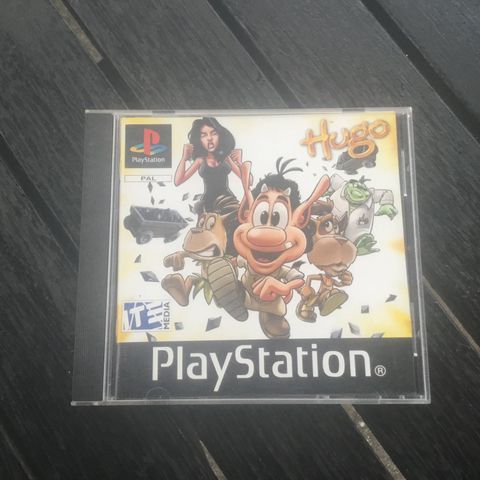 Hugo
PlayStation
PAL
ITE
MEDIA
PlayStation®